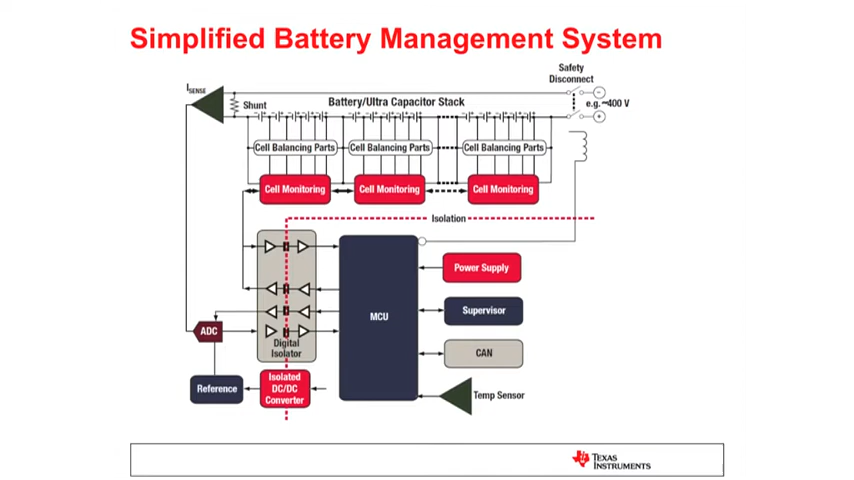 Simplified Battery Management System
Safety
Disconnect
ISENSE
Shunt
Battery/Ultra Capacitor Stack
e.g. ~400 V
Cell Balancing Parts
Cell Balancing Parts
Cell Balancing Parts
Cell Monitoring
Cell Monitoring
Cell Monitoring
Isolation
Power Supply
MCU
Supervisor
ADC
Digital
Isolator
CAN
Reference
Isolated
DC/DC
Converter
Temp Sensor
TEXAS
INSTRUMENTS